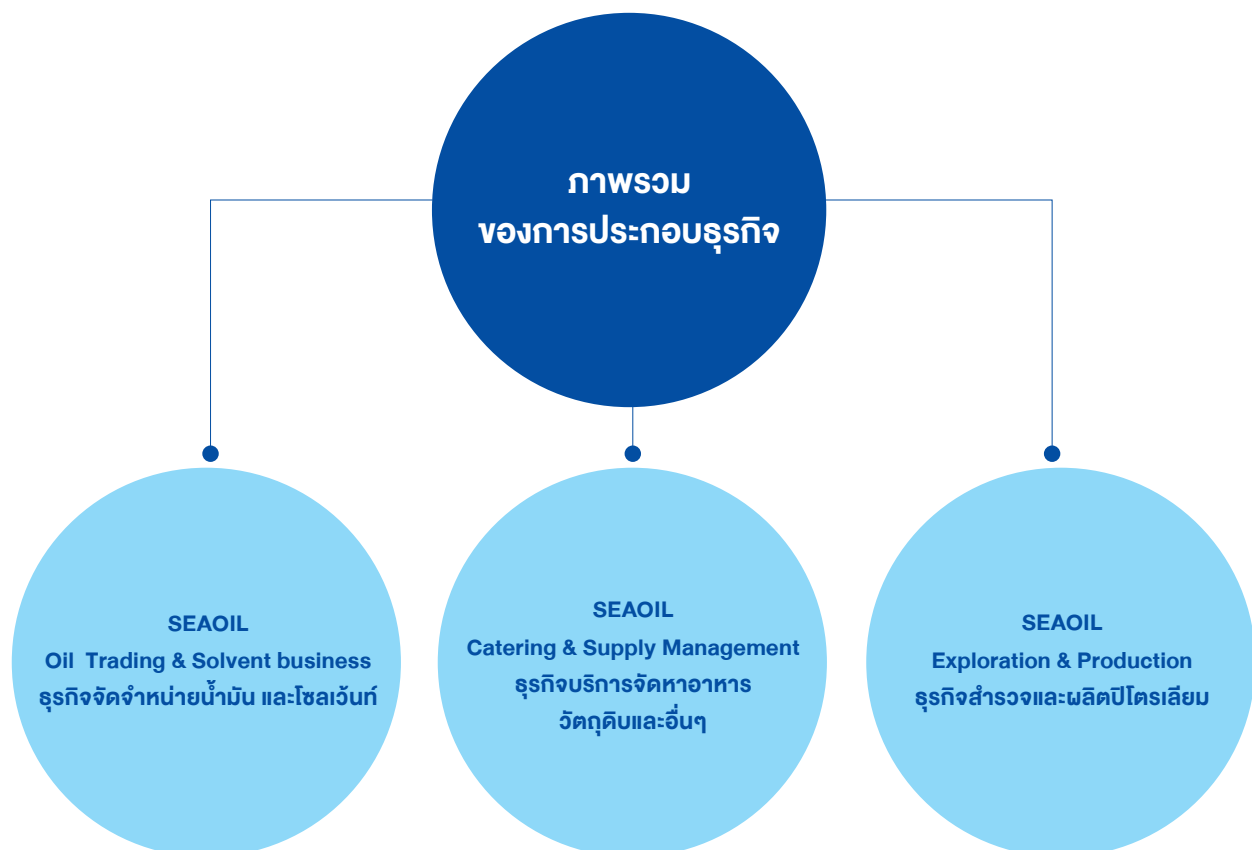 ภาพรวม
ของการประกอบธุรกิจ
SEAOIL
Oil Trading & Solvent business
ธุรกิจจัดจำหน่ายน้ำมัน และโซลเว้นท์
SEAOIL
Catering & Supply Management
ธุรกิจบริการจัดหาอาหาร
วัตถุดิบและอื่นๆ
SEAOIL
Exploration & Production
ธุรกิจสำรวจและผลิตปิโตรเลียม